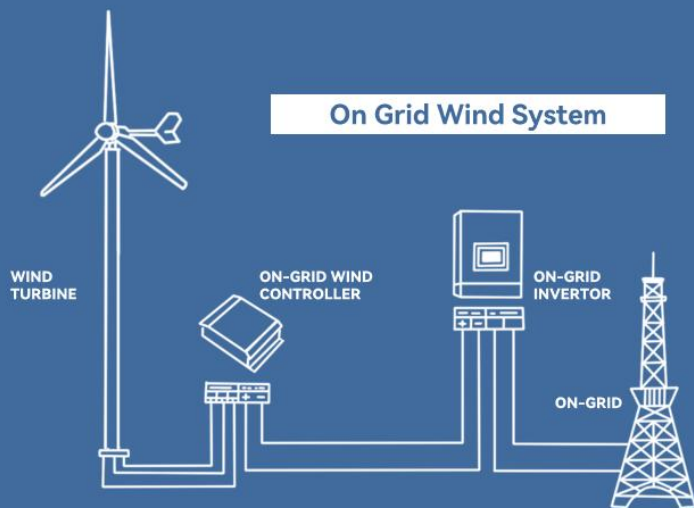 On Grid Wind System
WIND
TURBINE
ON-GRID WIND
CONTROLLER
ON-GRID
INVERTOR
ON-GRID